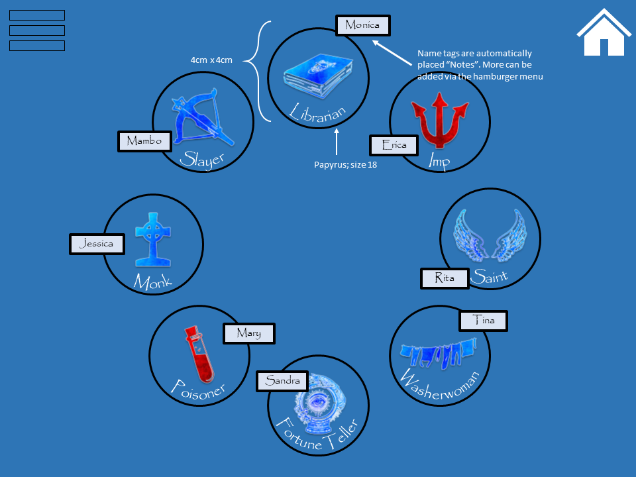 Monica
4cm x 4cm
Name tags are automatically
placed "Notes". More can be
added via the hamburger menu
Librarian
Mambo
Slayer
Erica
Imp
Papyrus; size 18
Jessica
Monk
Rita
Saint
Mary
Poisoner
Tina
Washerwoman
Sandra
Fortune Teller